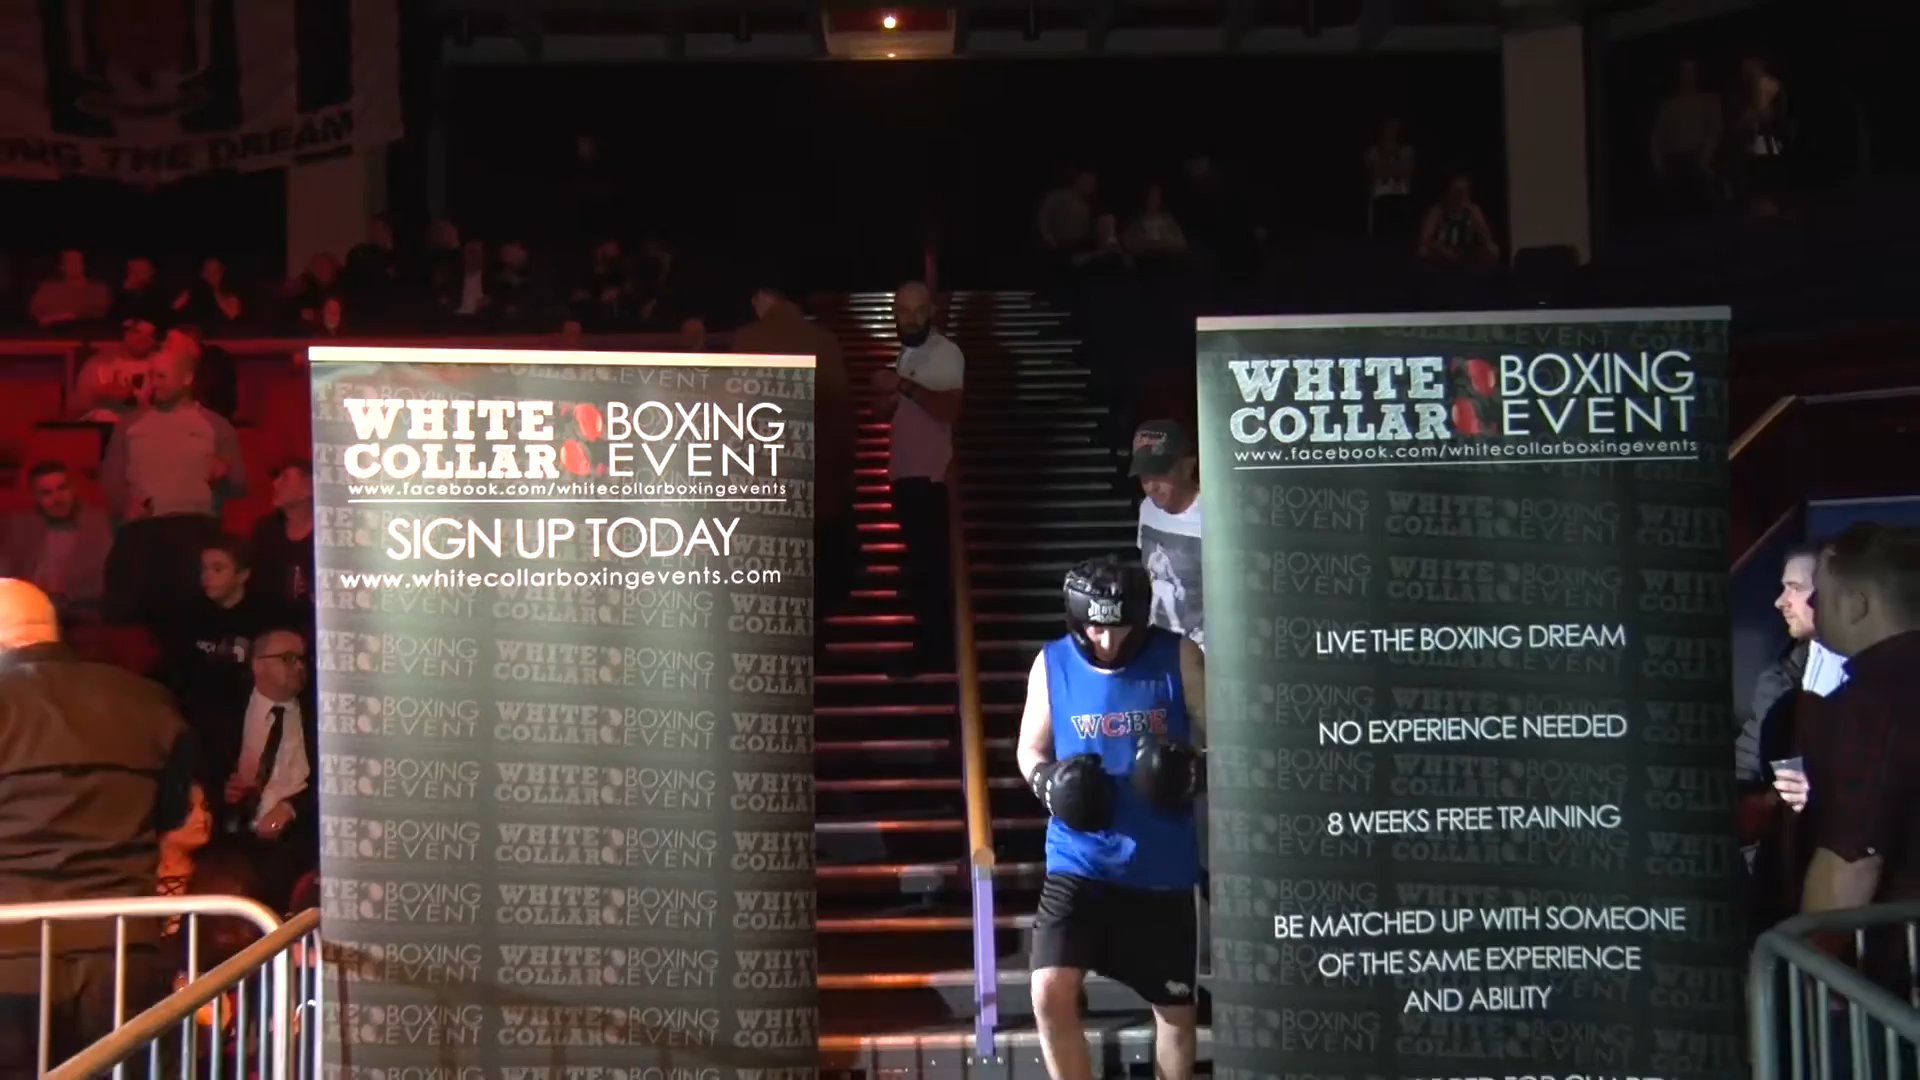 THE DREAM
WHITE COLLAR BOXING EVENT
www.facebook.com/whitecollarboxingevents
SIGN UP TODAY
www.whitecollarboxingevents.com
WCBE
WHITE COLLAR BOXING EVENT
www.facebook.com/whitecollarboxingevents
LIVE THE BOXING DREAM
NO EXPERIENCE NEEDED
8 WEEKS FREE TRAINING
BE MATCHED UP WITH SOMEONE
OF THE SAME EXPERIENCE
AND ABILITY